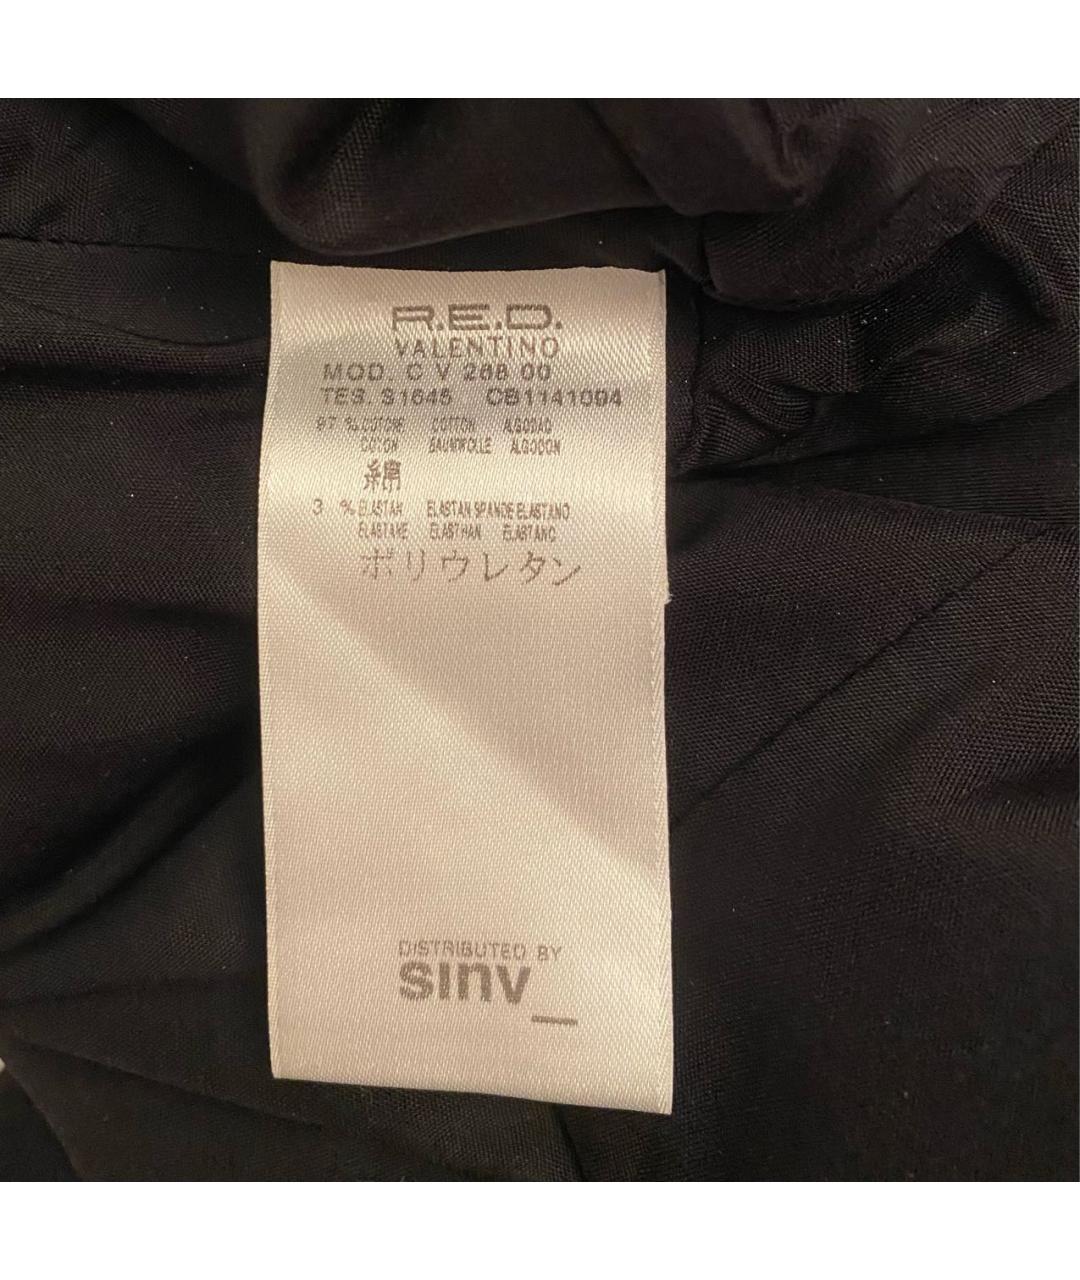 R.E.D.
VALENTINO
MOD. C V 268 00
TES. S1645 CB1141094
97 % COTONE COTTON ALGODAO
COTON BAUMWOLLE ALGODON
綿
3 % ELASTAN ELASTAN SPANDE ELASTANO
ELASTANE ELASTHAN ELASTANO
ポリウレタン
DISTRIBUTED BY
sinv_